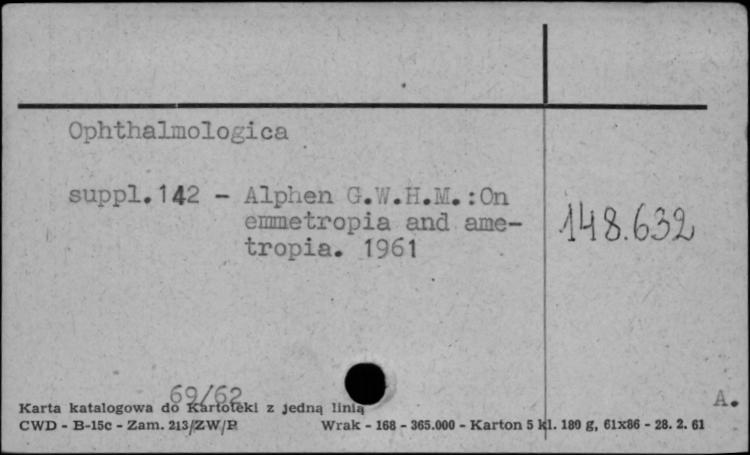 Ophthalmologica
suppl.142 - Alphen G.W.H.M.:On
emmetropia and ame-
tropia. 1961
148.632
69/62
A.
Karta katalogowa do Kartoteki z jedną linią
CWD - B-15c - Zam. 213/ZW/P Wrak - 168 - 365.000 - Karton 5 kl. 180 g, 61x86 - 28. 2. 61